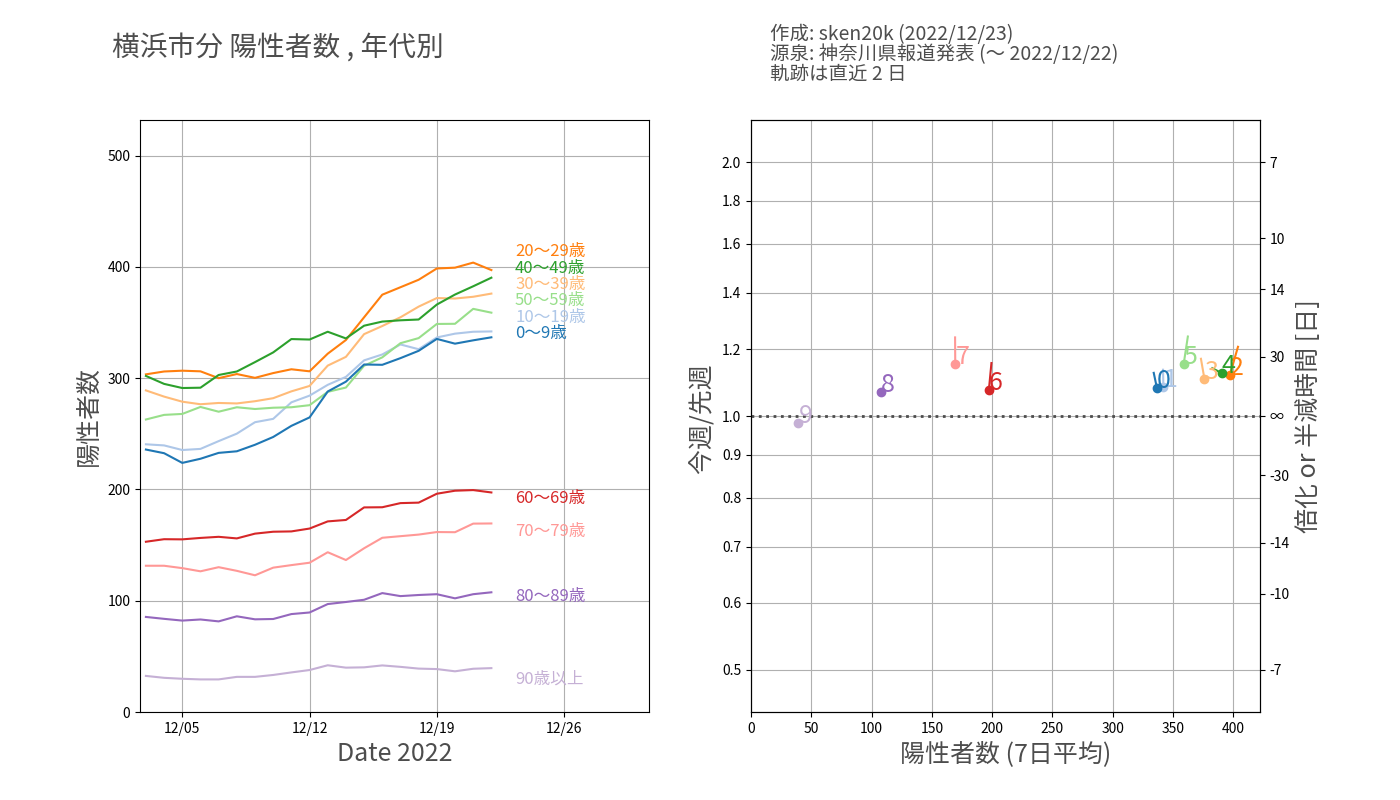 横浜市分 陽性者数 , 年代別
作成: sken20k (2022/12/23)
源泉: 神奈川県報道発表 (〜 2022/12/22)
軌跡は直近 2 日
陽性者数
500
400
300
200
100
0
20〜29歳
40〜49歳
30〜39歳
50〜59歳
10〜19歳
0〜9歳
60〜69歳
70〜79歳
80〜89歳
90歳以上
12/05
12/12
12/19
12/26
Date 2022
今週/先週
2.0
1.8
1.6
1.4
1.2
1.0
0.9
0.8
0.7
0.6
0.5
9
8
7
6
0
1
5
3
4
2
7
10
14
30
∞
-30
-14
-10
-7
倍化 or 半減時間 [日]
0
50
100
150
200
250
300
350
400
陽性者数 (7日平均)